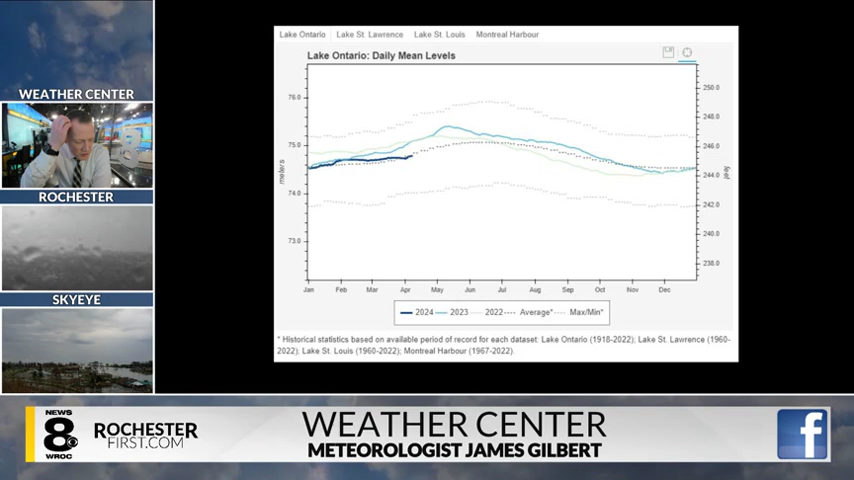 WEATHER CENTER
ROCHESTER
SKYEYE
Lake Ontario Lake St. Lawrence Lake St. Louis Montreal Harbour
Lake Ontario: Daily Mean Levels
76.0
75.0
74.0
73.0
meters
250.0
248.0
246.0
244.0
242.0
240.0
238.0
feet
Jan Feb Mar Apr May Jun Jul Aug Sep Oct Nov Dec
2024 2023 2022 Average* Max/Min*
* Historical statistics based on available period of record for each dataset: Lake Ontario (1918-2022); Lake St. Lawrence (1960-
2022); Lake St. Louis (1960-2022); Montreal Harbour (1967-2022).
NEWS
8
WROC
ROCHESTER
FIRST.COM
WEATHER CENTER
METEOROLOGIST JAMES GILBERT
f